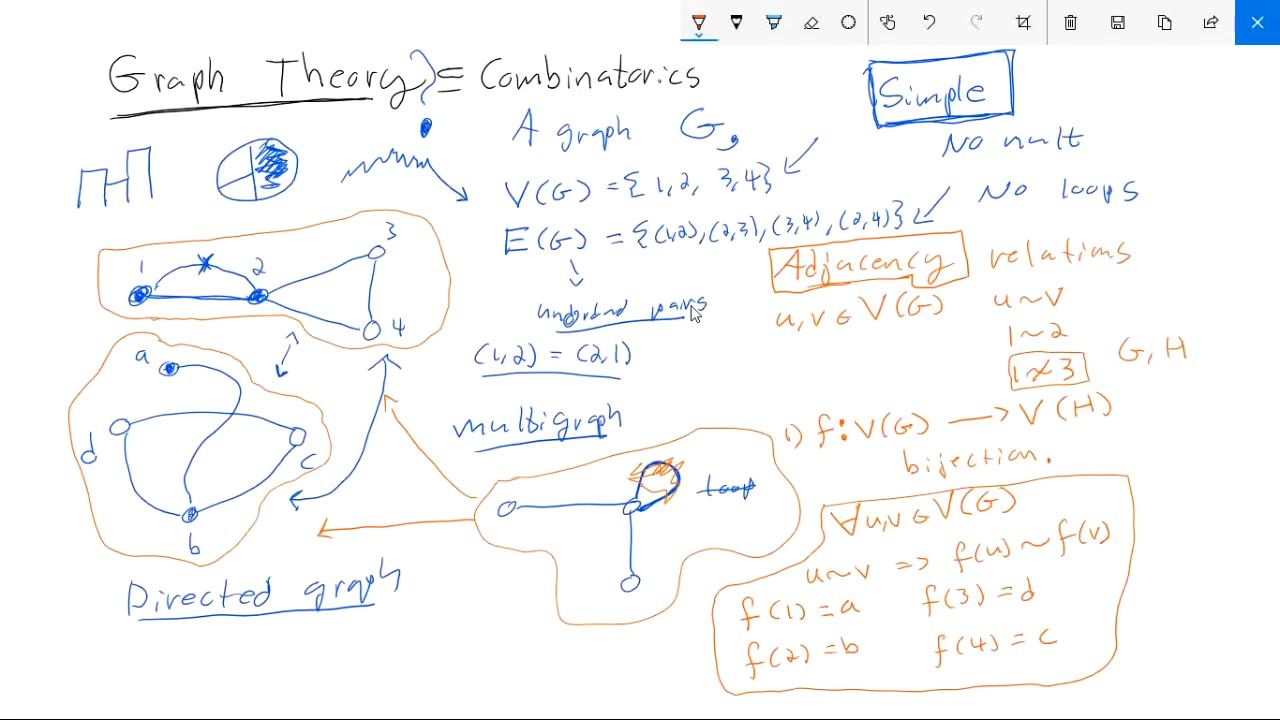 Graph Theory? ⊆ Combinatorics
A graph G,
V(G) = {1,2, 3,4}
E(G) = {(1,2),(2,3),(3,4),(2,4)}
unordered pairs
(1,2) = (2,1)
multigraph
Simple
No mult
No loops
Adjacency relations
u,v ∈ V(G) u~v
1~2
1≁3 G, H
1) f: V(G) → V(H)
bijection.
∀u,v ∈ V(G)
u~v => f(u) ~ f(v)
f(1) = a f(3) = d
f(2) = b f(4) = c
1 2 3
4
a
d
c
b
loop
Directed graph